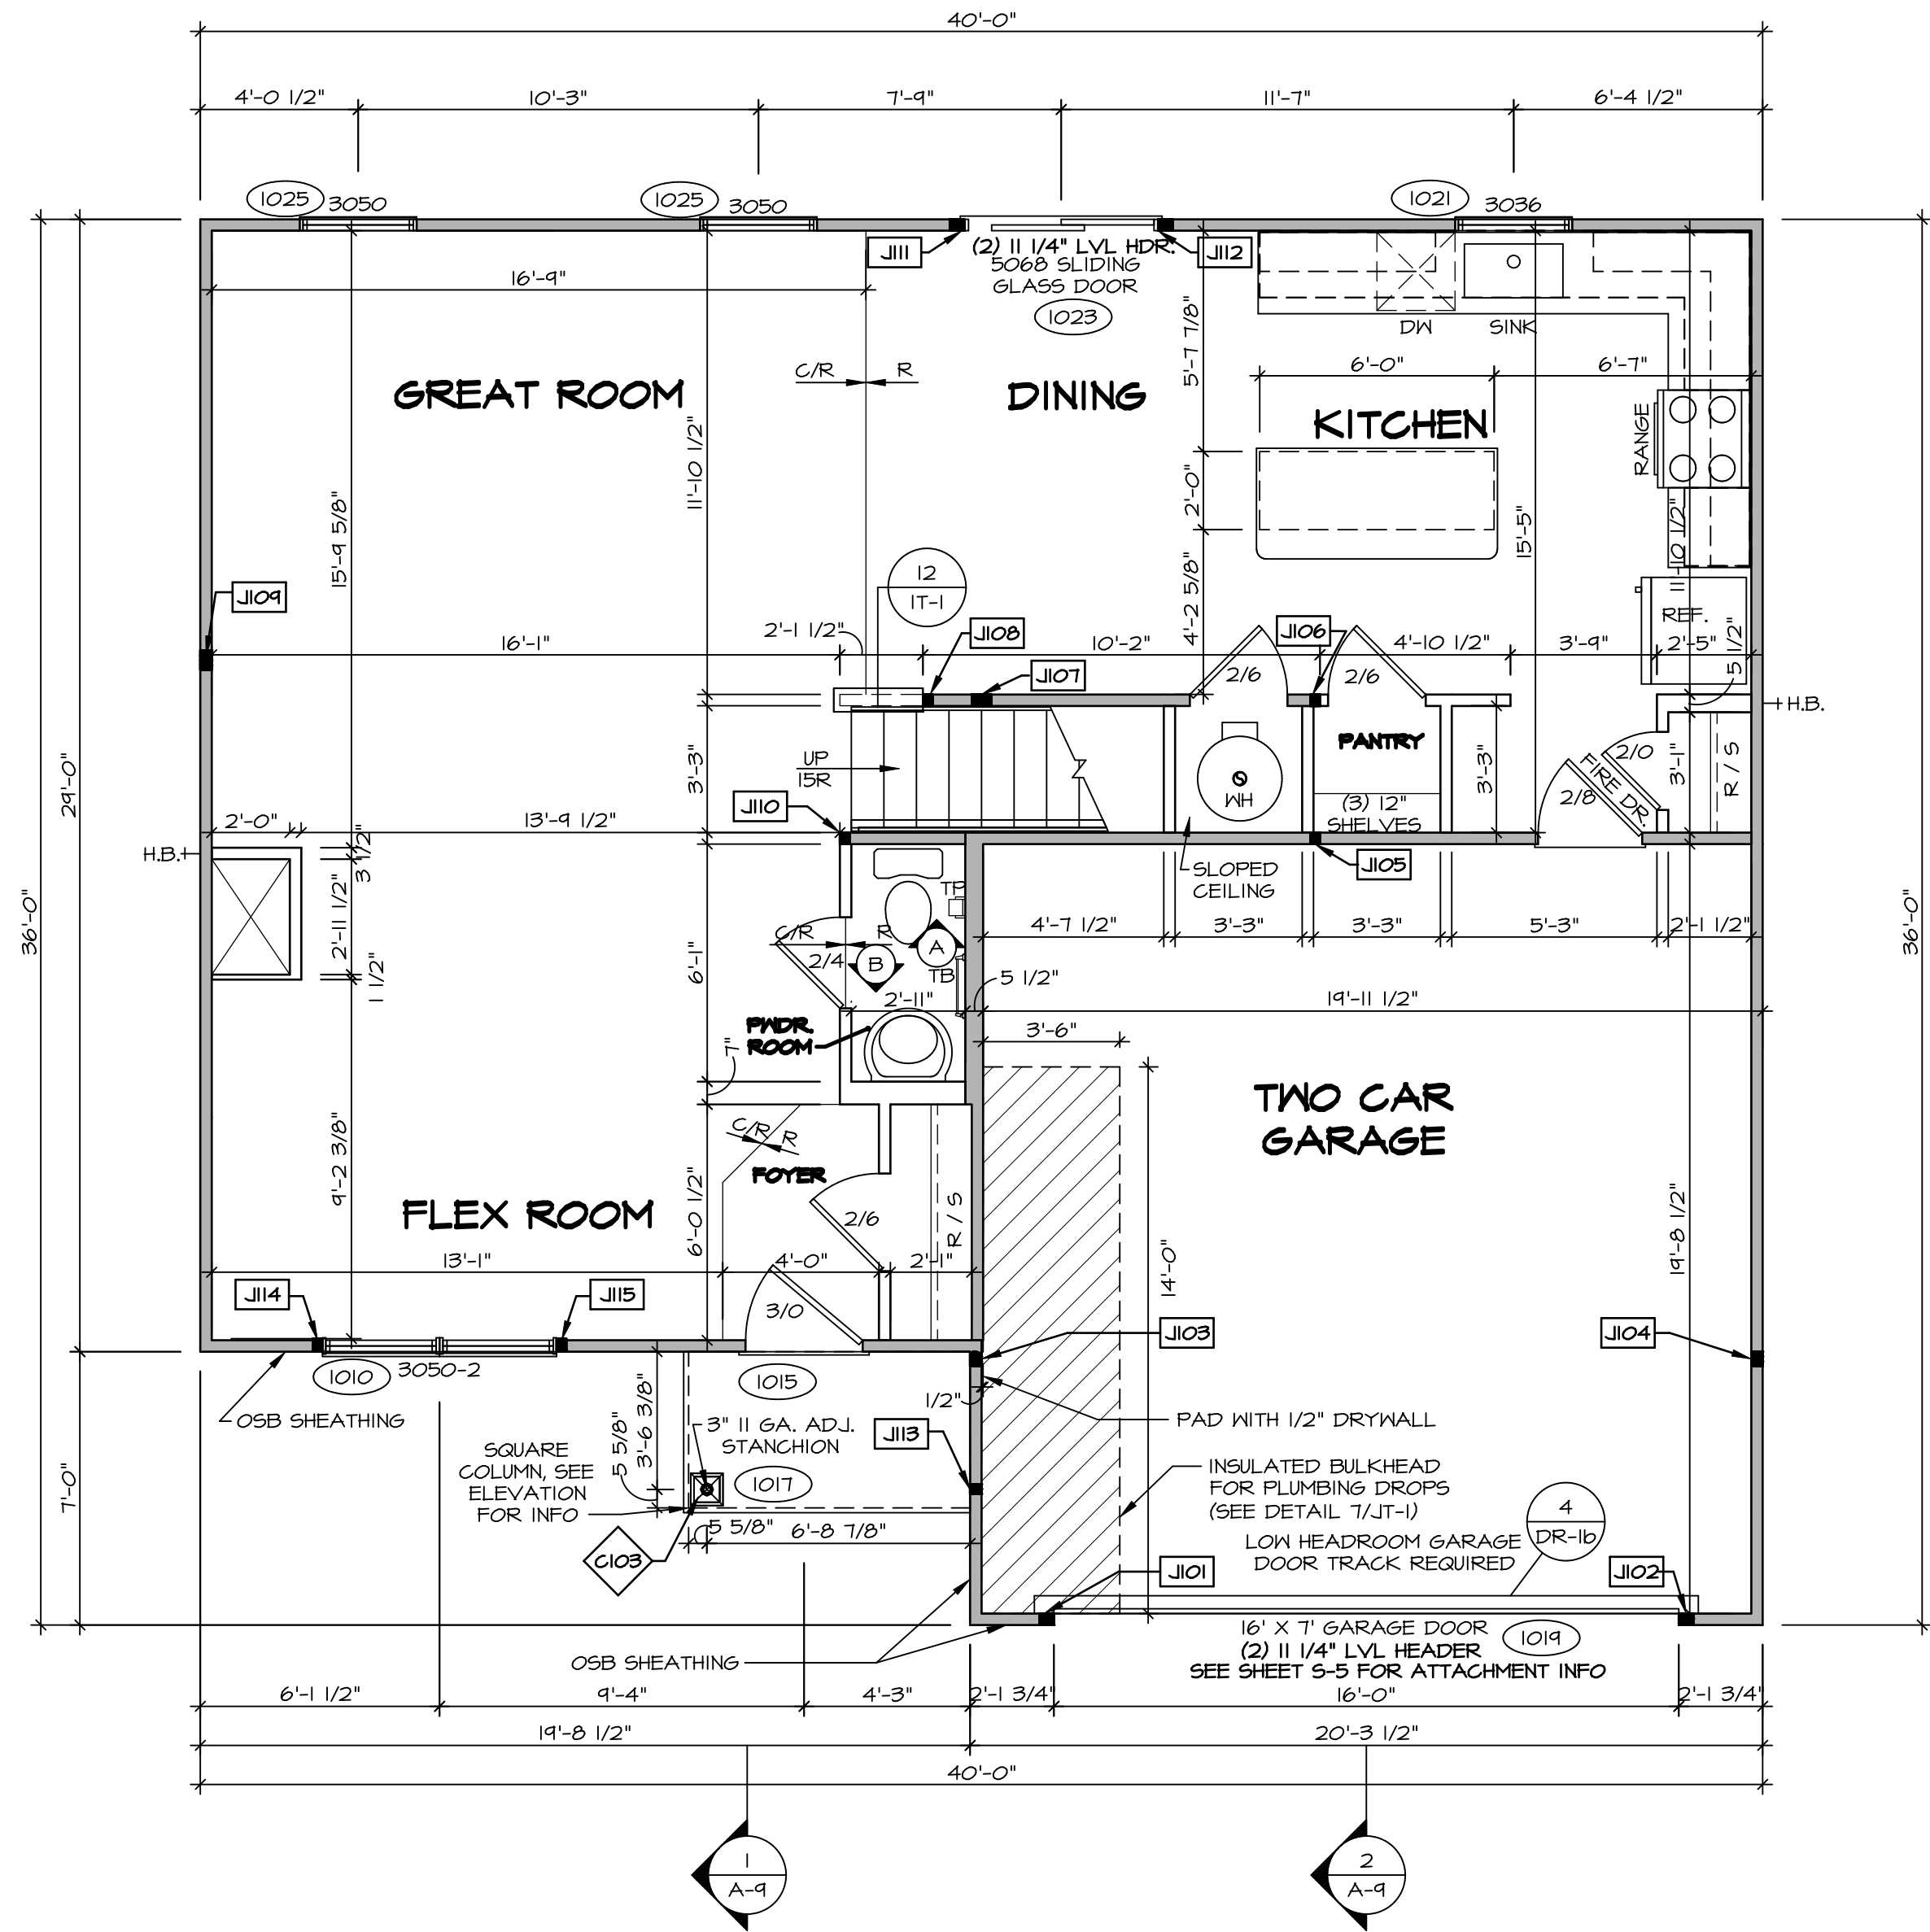 40'-0"
4'-0 1/2"
10'-3"
7'-9"
11'-7"
6'-4 1/2"
1025
3050
1025
3050
1021
3036
J111
(2) 11 1/4" LVL HDR.
J112
5068 SLIDING
GLASS DOOR
1023
16'-9"
DW
SINK
5'-7 7/8"
C/R
R
6'-0"
6'-7"
GREAT ROOM
DINING
KITCHEN
RANGE
11'-10 1/2"
15'-9 5/8"
2'-0"
15'-5"
11'-10 1/2"
12
1T-1
J109
REF.
4'-2 5/8"
2'-1 1/2"
J108
J106
16'-1"
10'-2"
4'-10 1/2"
3'-9"
2'-5"
5 1/2"
J107
2/6
2/6
H.B.
PANTRY
UP
15R
3'-3"
3'-3"
2/0
3'-1"
R / S
FIRE DR.
2/8
WH
(3) 12"
SHELVES
J110
29'-0"
2'-0"
13'-9 1/2"
H.B.
3 1/2"
SLOPED
CEILING
J105
TP
2'-11 1/2"
4'-7 1/2"
3'-3"
3'-3"
5'-3"
2'-1 1/2"
36'-0"
36'-0"
C/R
R
A
2/4
B
TB
6'-1"
1 1/2"
5 1/2"
2'-11"
19'-11 1/2"
PWDR.
ROOM
7"
3'-6"
TWO CAR
GARAGE
C/R
R
9'-2 3/8"
FOYER
FLEX ROOM
6'-0 1/2"
2/6
R / S
19'-8 1/2"
14'-0"
13'-1"
4'-0"
2'-1"
J114
J115
3/0
J103
J104
1010
3050-2
1015
1/2"
OSB SHEATHING
PAD WITH 1/2" DRYWALL
3" 11 GA. ADJ.
STANCHION
J113
3'-6 3/8"
5 5/8"
SQUARE
COLUMN, SEE
ELEVATION
FOR INFO
1017
INSULATED BULKHEAD
FOR PLUMBING DROPS
(SEE DETAIL 7/JT-1)
7'-0"
4
DR-1b
5 5/8"
6'-8 7/8"
LOW HEADROOM GARAGE
DOOR TRACK REQUIRED
C103
J101
J102
16' X 7' GARAGE DOOR
1019
(2) 11 1/4" LVL HEADER
SEE SHEET S-5 FOR ATTACHMENT INFO
OSB SHEATHING
6'-1 1/2"
9'-4"
4'-3"
2'-1 3/4"
16'-0"
2'-1 3/4"
19'-8 1/2"
20'-3 1/2"
40'-0"
1
A-9
2
A-9